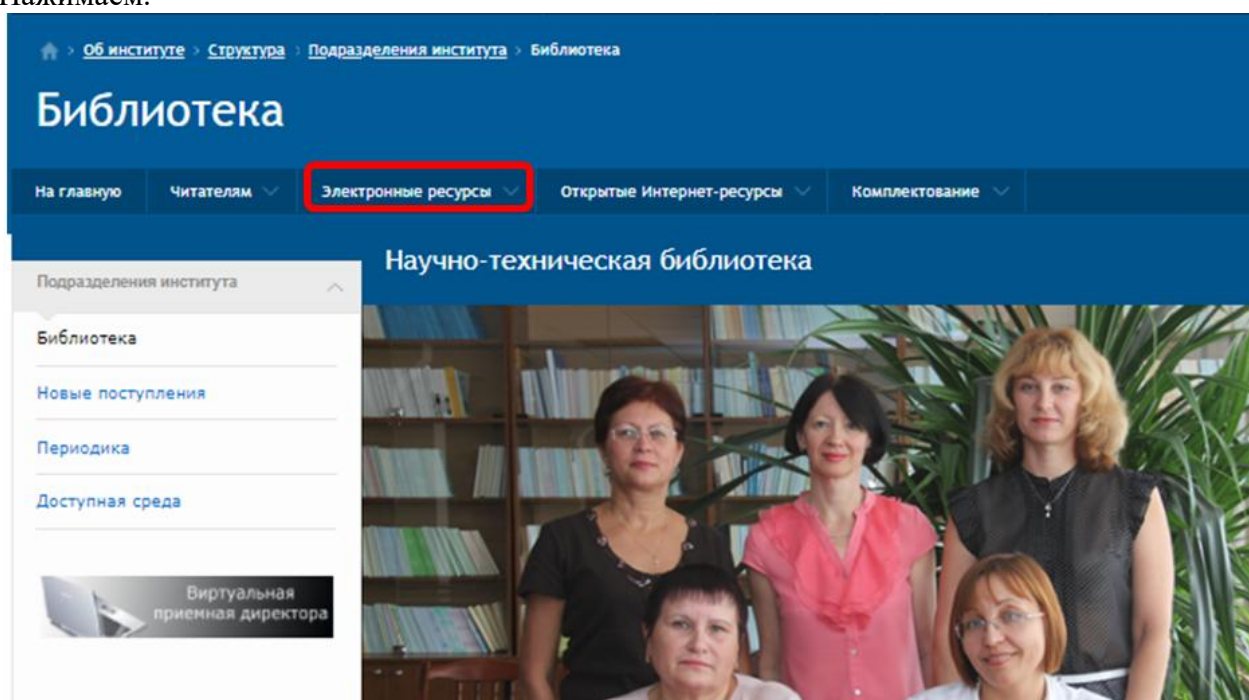 Нажимаем:
Об институте > Структура > Подразделения института > Библиотека
Библиотека
На главную Читателям Электронные ресурсы Открытые Интернет-ресурсы Комплектование
Научно-техническая библиотека
Подразделения института
Библиотека
Новые поступления
Периодика
Доступная среда
Виртуальная
приемная директора